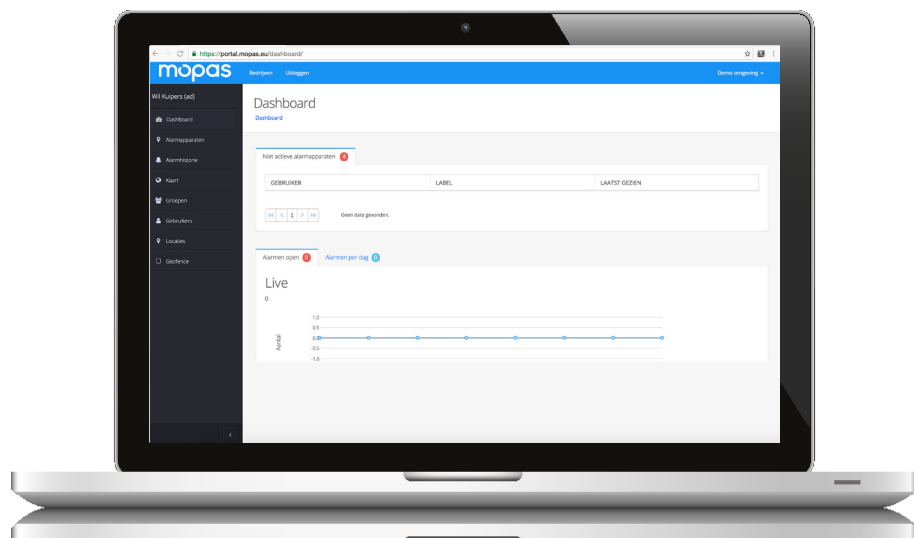 https://portal.mopas.eu/dashboard/
mopas
Bedrijven Uitloggen
Demo omgeving
Wil Kuipers (ad)
Dashboard
Alarmapparaten
Alarmhistorie
Kaart
Groepen
Gebruikers
Locaties
Geofence
Dashboard
Dashboard
Niet actieve alarmapparaten 4
GEBRUIKER LABEL LAATST GEZIEN
1 Geen data gevonden.
Alarmen open 0 Alarmen per dag 0
Live
0
Aantal
1.0
0.5
0.0
-0.5
-1.0